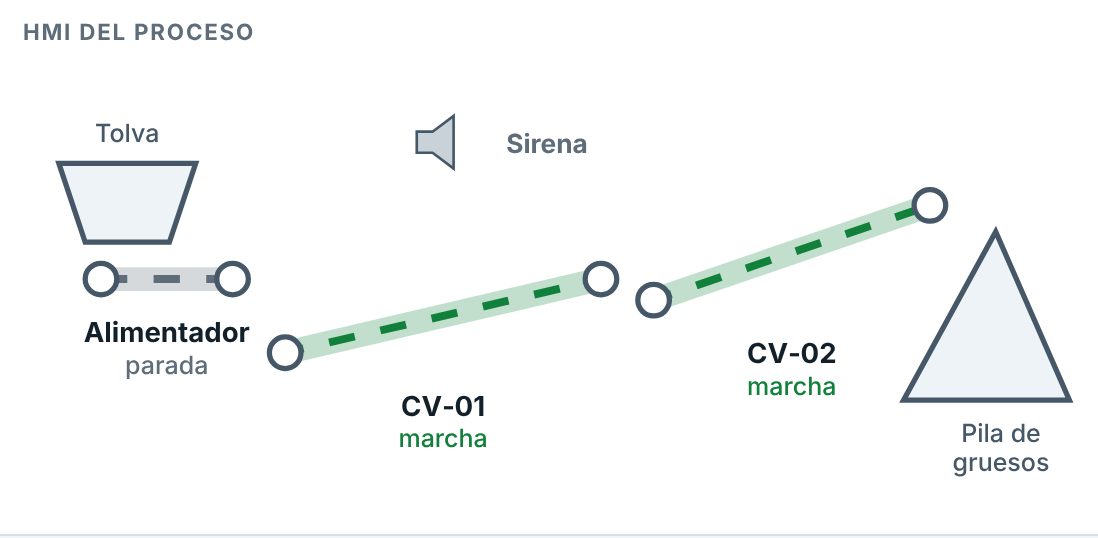 HMI DEL PROCESO
Tolva
Sirena
Alimentador
parada
CV-01
marcha
CV-02
marcha
Pila de
gruesos